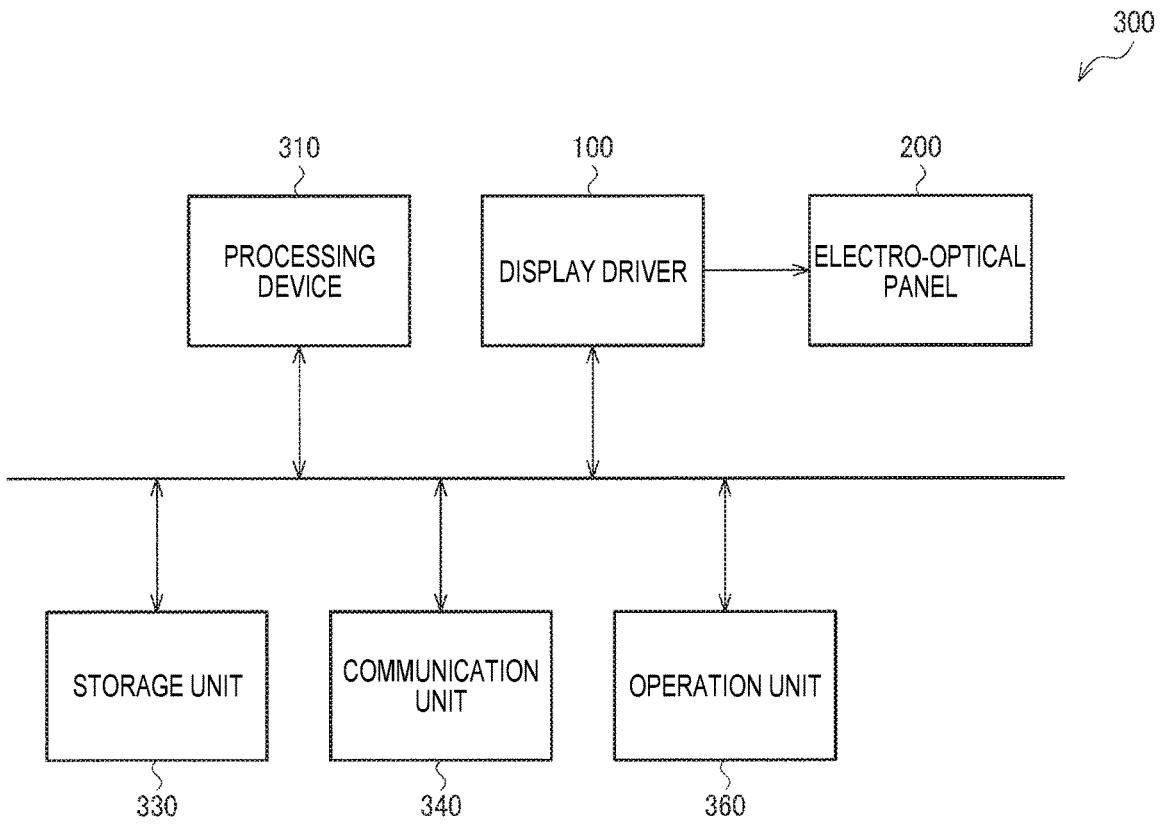 300
310
100
200
PROCESSING
DEVICE
DISPLAY DRIVER
ELECTRO-OPTICAL
PANEL
STORAGE UNIT
COMMUNICATION
UNIT
OPERATION UNIT
330
340
360